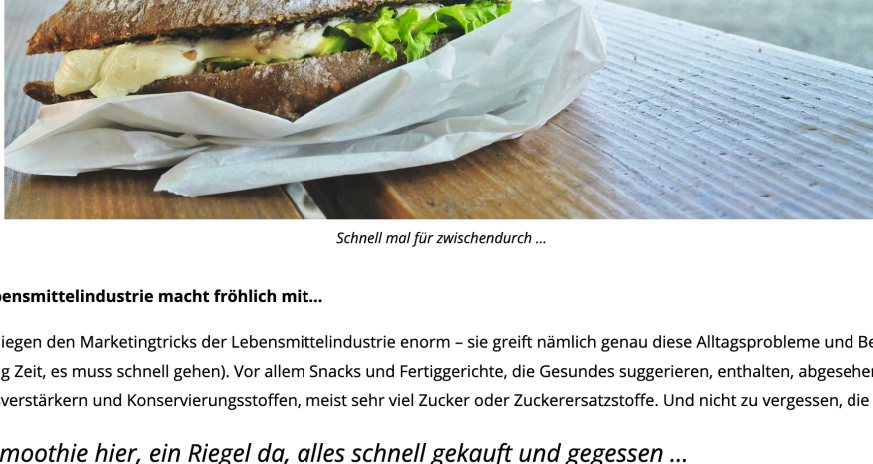 Schnell mal für zwischendurch ...
bensmittelindustrie macht fröhlich mit...
iegen den Marketingtricks der Lebensmittelindustrie enorm – sie greift nämlich genau diese Alltagsprobleme und Be
g Zeit, es muss schnell gehen). Vor allem Snacks und Fertiggerichte, die Gesundes suggerieren, enthalten, abgesehen
verstärkern und Konservierungsstoffen, meist sehr viel Zucker oder Zuckerersatzstoffe. Und nicht zu vergessen, die
moothie hier, ein Riegel da, alles schnell gekauft und gegessen ...